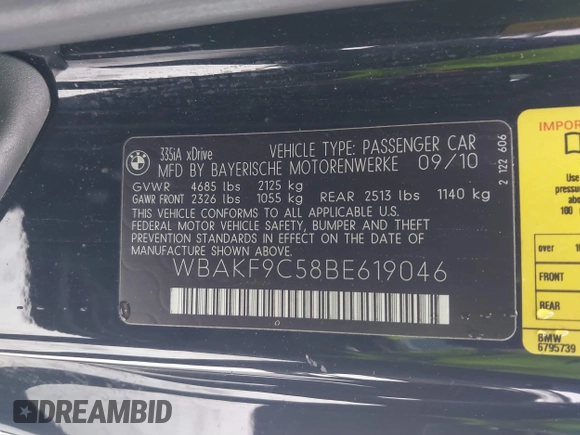 BMW
335iA xDrive VEHICLE TYPE: PASSENGER CAR
MFD BY BAYERISCHE MOTORENWERKE 09/10
GVWR 4685 lbs 2125 kg
GAWR FRONT 2326 lbs 1055 kg REAR 2513 lbs 1140 kg
THIS VEHICLE CONFORMS TO ALL APPLICABLE U.S.
FEDERAL MOTOR VEHICLE SAFETY, BUMPER AND THEFT
PREVENTION STANDARDS IN EFFECT ON THE DATE OF
MANUFACTURE SHOWN ABOVE.
WBAKF9C58BE619046
2 122 606
over
FRONT
REAR
BMW
6795739
DREAMBID